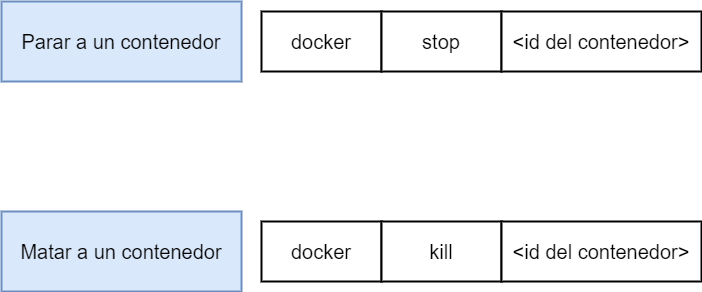 Parar a un contenedor docker stop <id del contenedor>
Matar a un contenedor docker kill <id del contenedor>